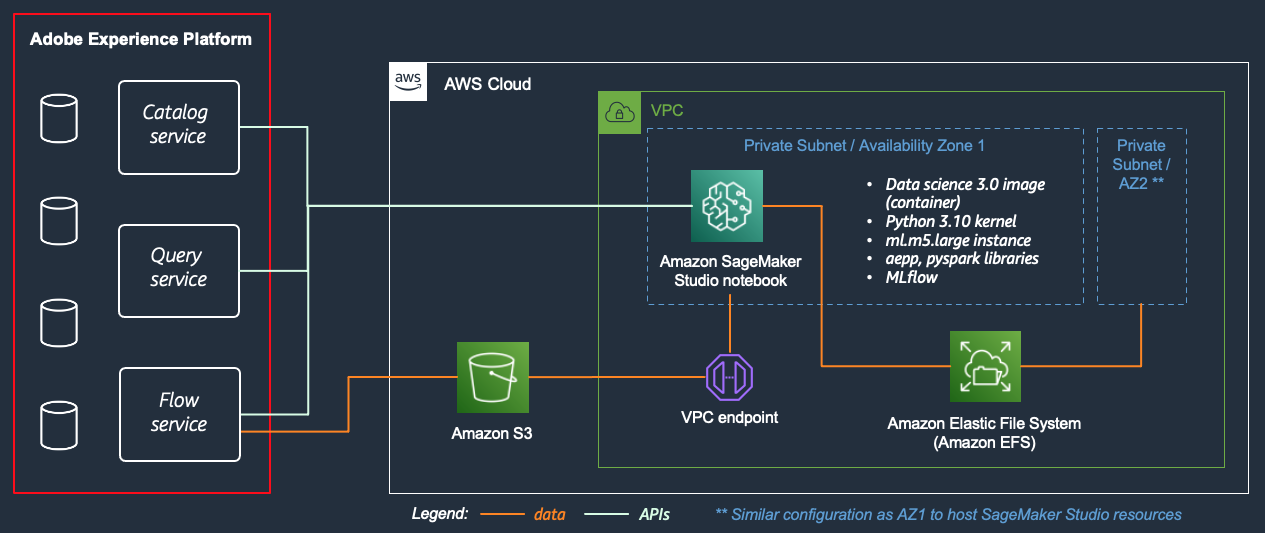 Adobe Experience Platform
Catalog
service
Query
service
Flow
service
aws
AWS Cloud
VPC
Private Subnet / Availability Zone 1
Private
Subnet /
AZ2 **
• Data science 3.0 image
(container)
• Python 3.10 kernel
• ml.m5.large instance
• aepp, pyspark libraries
• MLflow
Amazon SageMaker
Studio notebook
Amazon S3
VPC endpoint
Amazon Elastic File System
(Amazon EFS)
Legend: data APIs
** Similar configuration as AZ1 to host SageMaker Studio resources